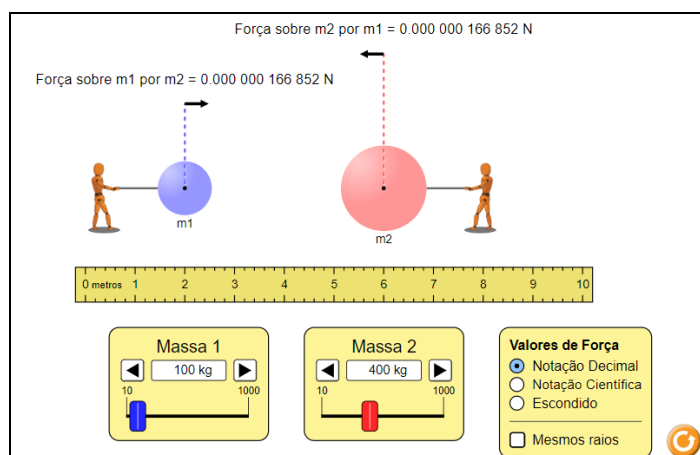 Força sobre m2 por m1 = 0.000 000 166 852 N
Força sobre m1 por m2 = 0.000 000 166 852 N
m1
m2
0 metros 1 2 3 4 5 6 7 8 9 10
Massa 1
100 kg
10 1000
Massa 2
400 kg
10 1000
Valores de Força
Notação Decimal
Notação Científica
Escondido
Mesmos raios